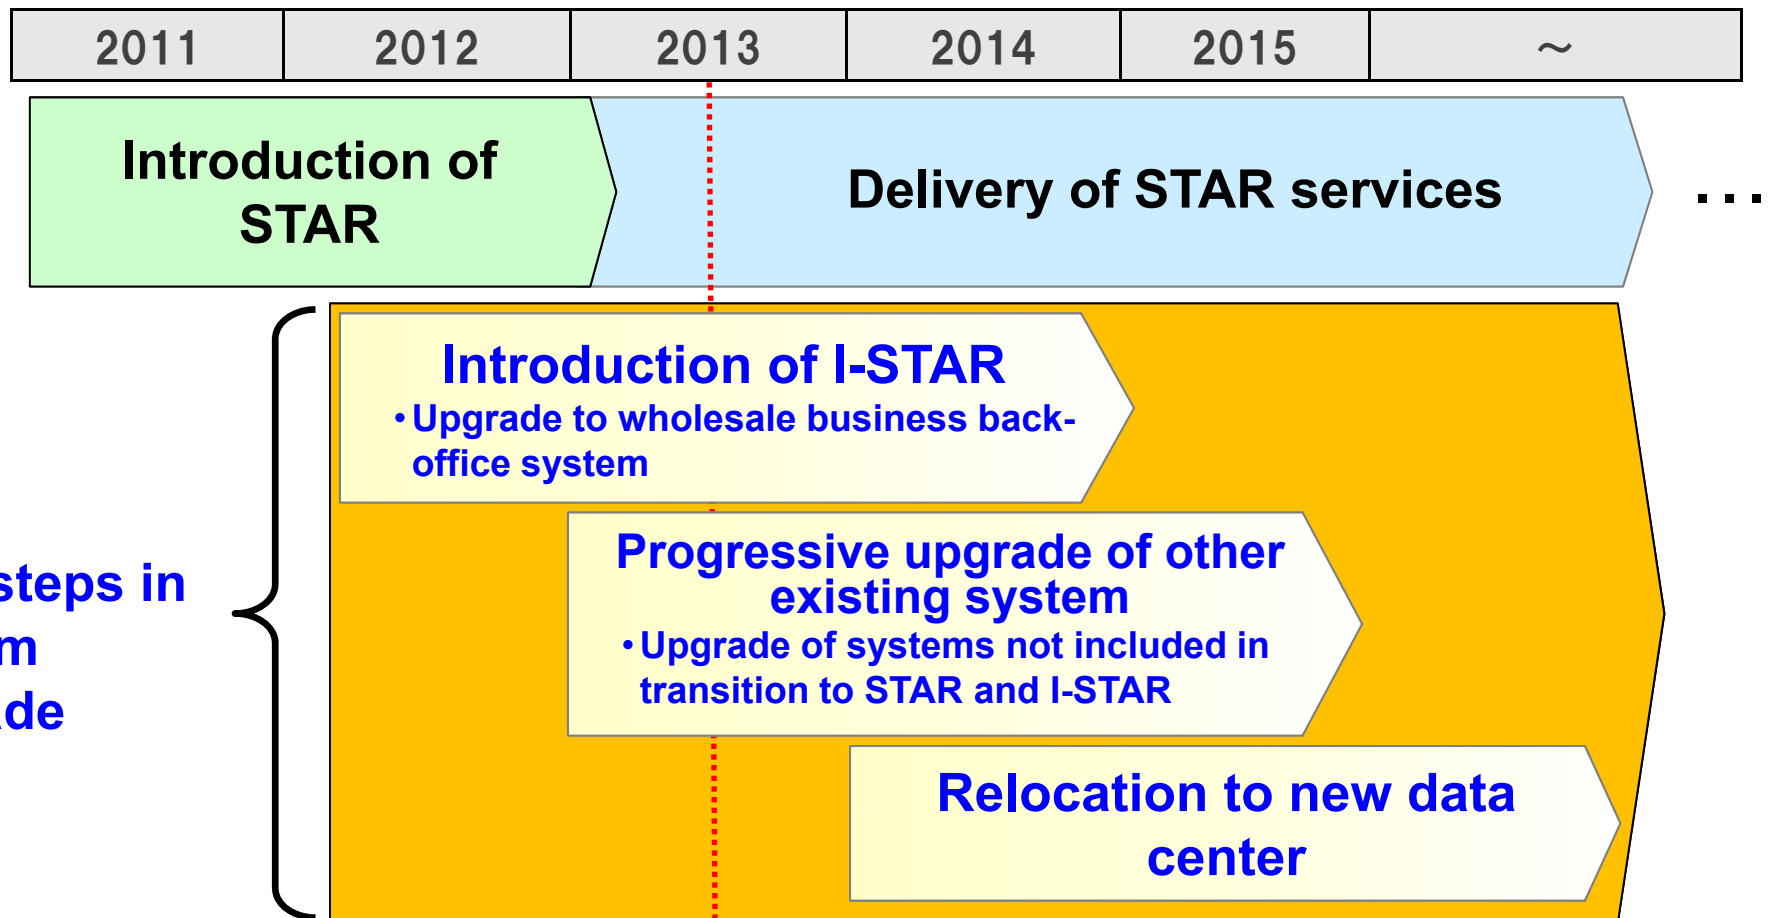 2011 2012 2013 2014 2015 ～
Introduction of
STAR
Delivery of STAR services
...
Introduction of I-STAR
・Upgrade to wholesale business back-
office system
Progressive upgrade of other
existing system
・Upgrade of systems not included in
transition to STAR and I-STAR
steps in
Relocation to new data
center